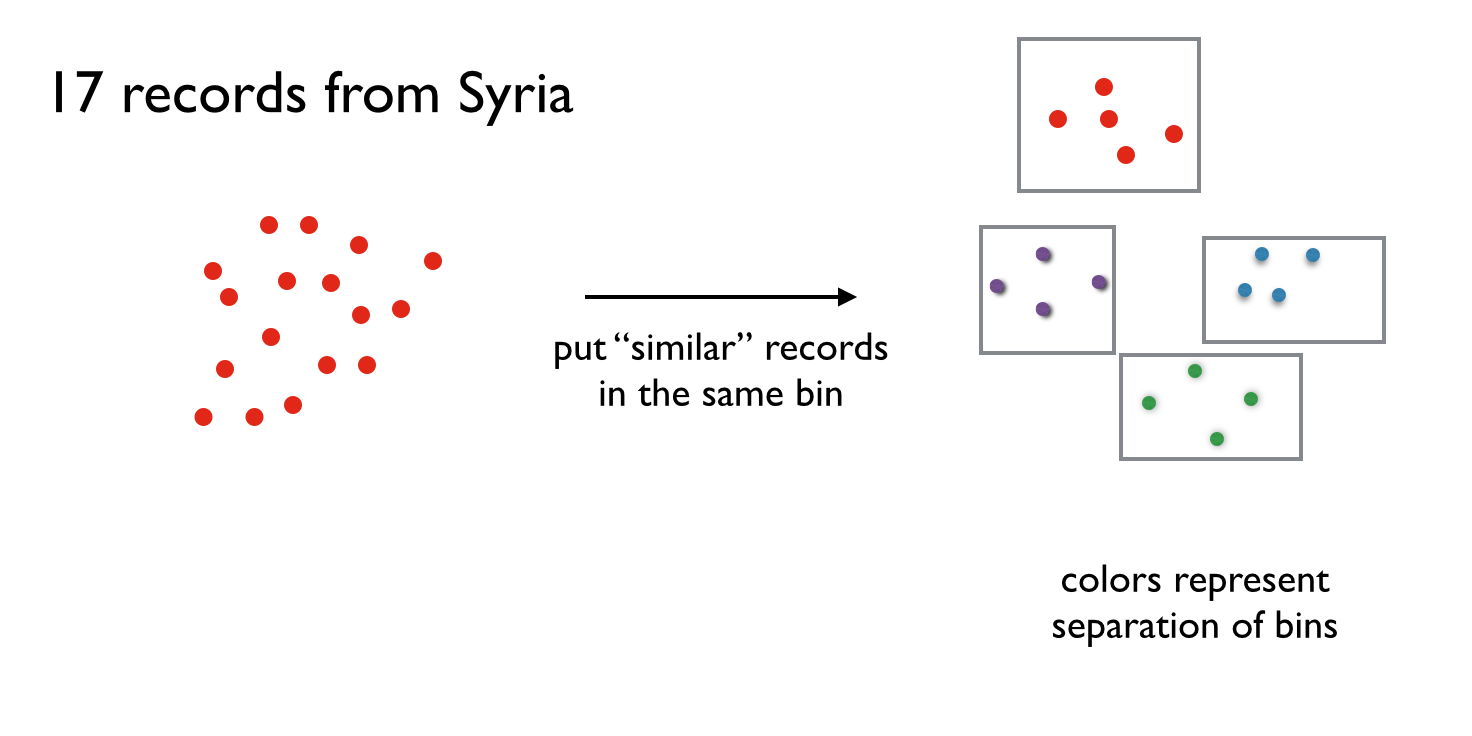 17 records from Syria
put “similar” records
in the same bin
colors represent
separation of bins